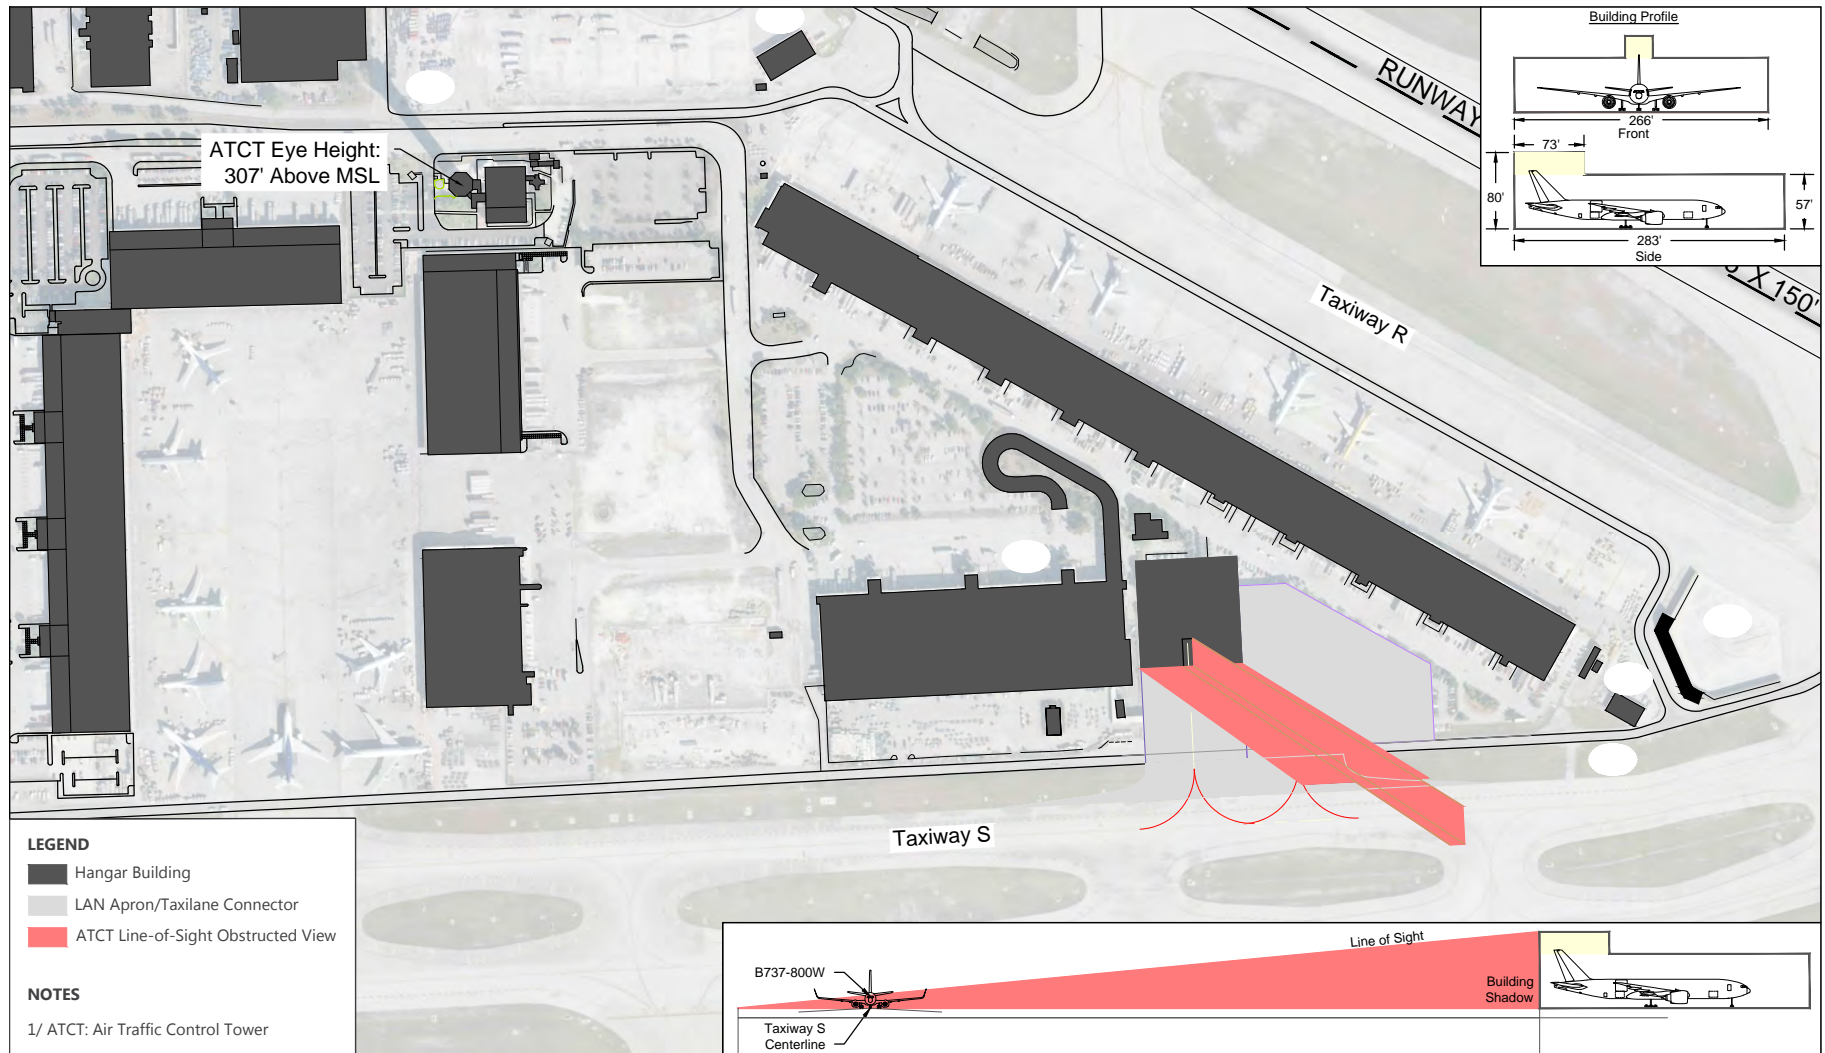 Building Profile
RUNWAY
266'
Front
73'
80'
57'
283'
Side
ATCT Eye Height:
307' Above MSL
Taxiway R
X 150'
Taxiway S
LEGEND
Hangar Building
LAN Apron/Taxilane Connector
ATCT Line-of-Sight Obstructed View
NOTES
1/ ATCT: Air Traffic Control Tower
Line of Sight
B737-800W
Building
Shadow
Taxiway S
Centerline